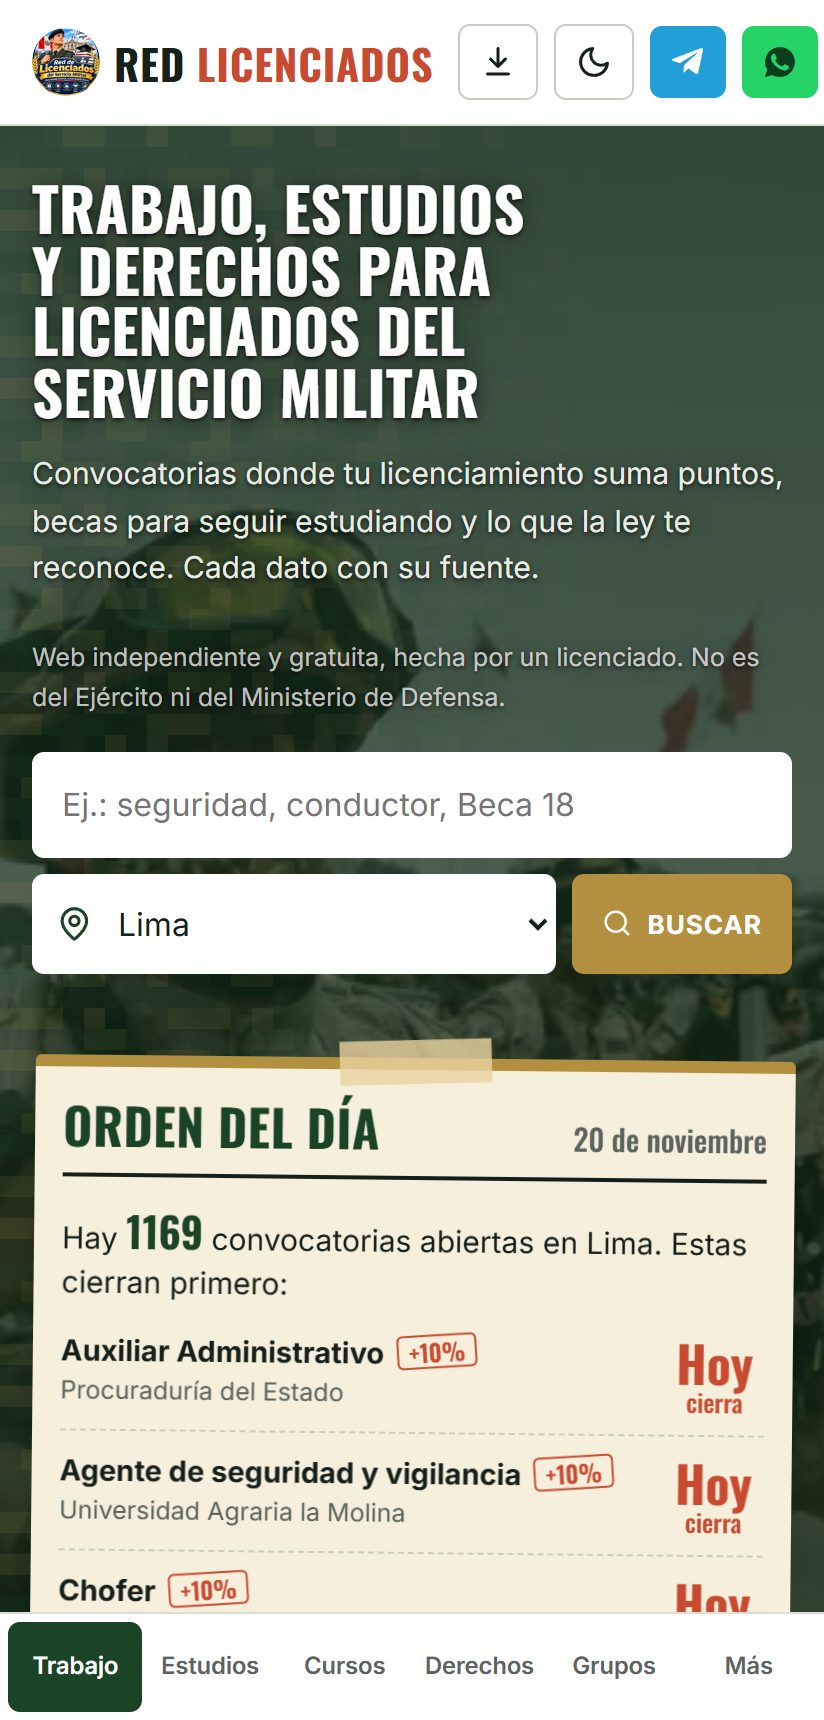 RED LICENCIADOS
TRABAJO, ESTUDIOS
Y DERECHOS PARA
LICENCIADOS DEL
SERVICIO MILITAR
Convocatorias donde tu licenciamiento suma puntos,
becas para seguir estudiando y lo que la ley te
reconoce. Cada dato con su fuente.
Web independiente y gratuita, hecha por un licenciado. No es
del Ejército ni del Ministerio de Defensa.
Ej.: seguridad, conductor, Beca 18
Lima
BUSCAR
ORDEN DEL DÍA
20 de noviembre
Hay 1169 convocatorias abiertas en Lima. Estas
cierran primero:
Auxiliar Administrativo +10%
Procuraduría del Estado
Hoy
cierra
Agente de seguridad y vigilancia +10%
Universidad Agraria la Molina
Hoy
cierra
Chofer +10%
Hoy
Trabajo Estudios Cursos Derechos Grupos Más